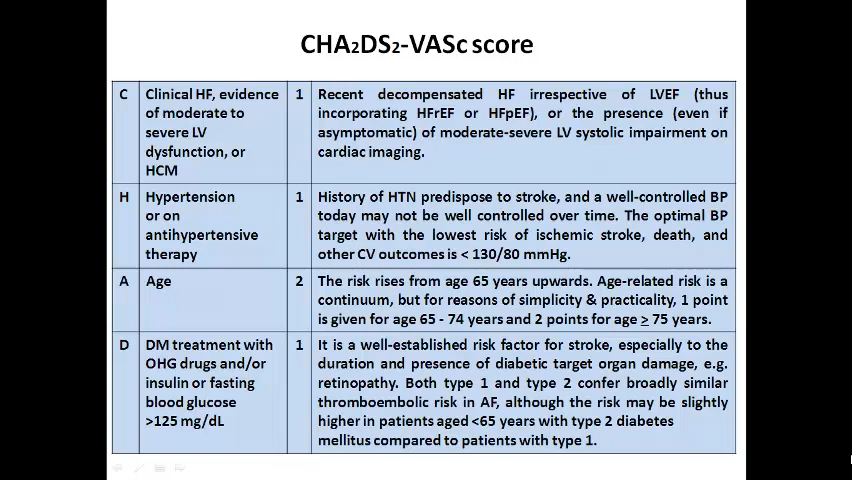 CHA2DS2-VASc score
C
Clinical HF, evidence
of moderate to
severe LV
dysfunction, or
HCM
1
Recent decompensated HF irrespective of LVEF (thus
incorporating HFrEF or HFpEF), or the presence (even if
asymptomatic) of moderate-severe LV systolic impairment on
cardiac imaging.
H
Hypertension
or on
antihypertensive
therapy
1
History of HTN predispose to stroke, and a well-controlled BP
today may not be well controlled over time. The optimal BP
target with the lowest risk of ischemic stroke, death, and
other CV outcomes is < 130/80 mmHg.
A
Age
2
The risk rises from age 65 years upwards. Age-related risk is a
continuum, but for reasons of simplicity & practicality, 1 point
is given for age 65 - 74 years and 2 points for age ≥ 75 years.
D
DM treatment with
OHG drugs and/or
insulin or fasting
blood glucose
>125 mg/dL
1
It is a well-established risk factor for stroke, especially to the
duration and presence of diabetic target organ damage, e.g.
retinopathy. Both type 1 and type 2 confer broadly similar
thromboembolic risk in AF, although the risk may be slightly
higher in patients aged <65 years with type 2 diabetes
mellitus compared to patients with type 1.